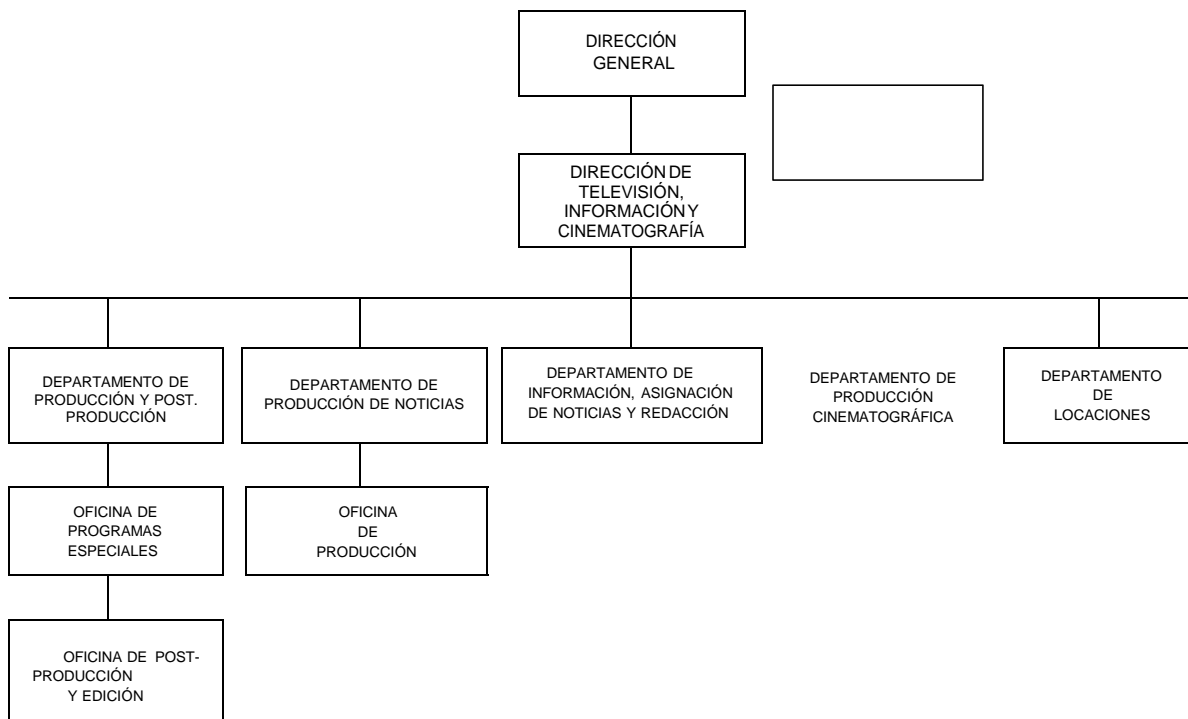 DIRECCIÓN
GENERAL
DIRECCIÓN DE
TELEVISIÓN,
INFORMACIÓN Y
CINEMATOGRAFÍA
DEPARTAMENTO DE
PRODUCCIÓN Y POST.
PRODUCCIÓN
DEPARTAMENTO DE
PRODUCCIÓN DE NOTICIAS
DEPARTAMENTO DE
INFORMACIÓN, ASIGNACIÓN
DE NOTICIAS Y REDACCIÓN
DEPARTAMENTO DE
PRODUCCIÓN
CINEMATOGRÁFICA
DEPARTAMENTO
DE
LOCACIONES
OFICINA DE
PROGRAMAS
ESPECIALES
OFICINA
DE
PRODUCCIÓN
OFICINA DE POST-
PRODUCCIÓN
Y EDICIÓN